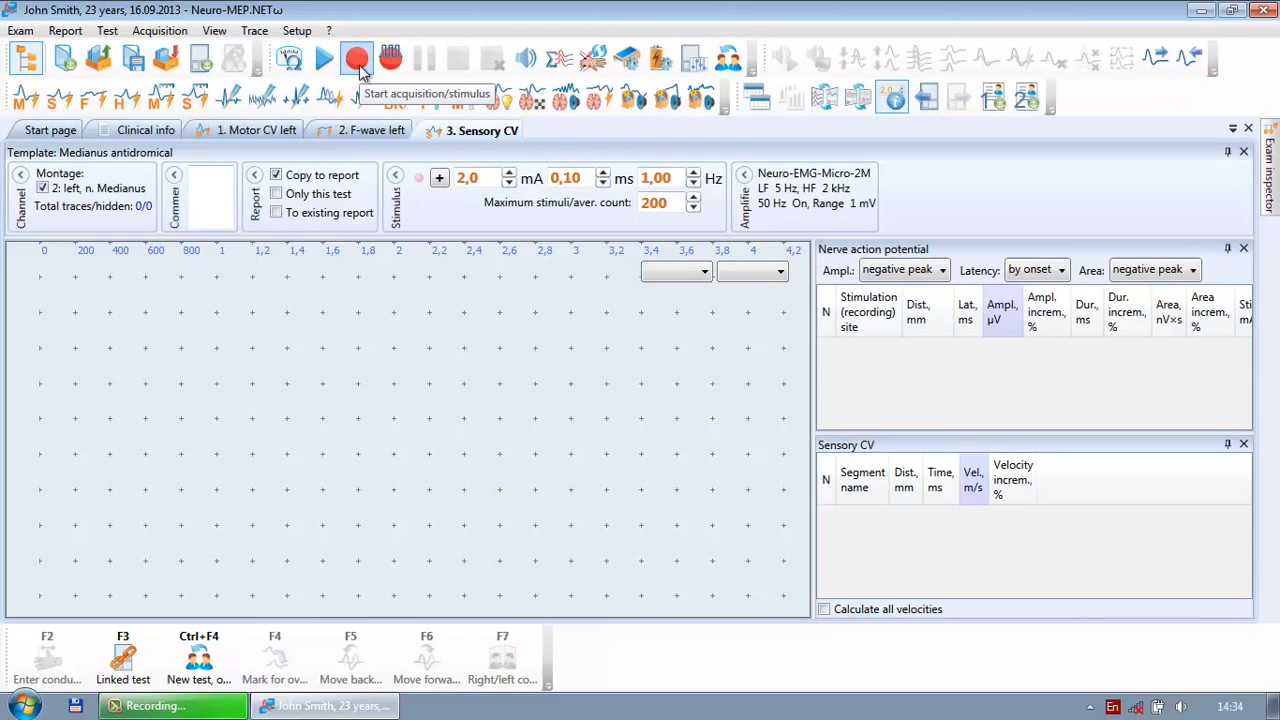 John Smith, 23 years, 16.09.2013 - Neuro-MEP.NETω
Exam Report Test Acquisition View Trace Setup ?
Start acquisition/stimulus
Start page Clinical info 1. Motor CV left 2. F-wave left 3. Sensory CV
Template: Medianus antidromical
Channel
Montage:
2: left, n. Medianus
Total traces/hidden: 0/0
Commer
Report
Copy to report
Only this test
To existing report
Stimulus
+ 2,0 mA 0,10 ms 1,00 Hz
Maximum stimuli/aver. count: 200
Amplifie
Neuro-EMG-Micro-2M
LF 5 Hz, HF 2 kHz
50 Hz On, Range 1 mV
Exam inspector
0 200 400 600 800 1 1,2 1,4 1,6 1,8 2 2,2 2,4 2,6 2,8 3 3,2 3,4 3,6 3,8 4 4,2
Nerve action potential
Ampl.: negative peak Latency: by onset Area: negative peak
N
Stimulation (recording) site
Dist., mm
Lat., ms
Ampl., µV
Ampl. increm., %
Dur., ms
Dur. increm., %
Area, nV×s
Area increm., %
Sti
mA
Sensory CV
N
Segment name
Dist., mm
Time, ms
Vel., m/s
Velocity increm., %
Calculate all velocities
F2 F3 Ctrl+F4 F4 F5 F6 F7
Enter condu... Linked test New test, o... Mark for ov... Move back... Move forwa... Right/left co...
Recording... John Smith, 23 years,... En 14:34